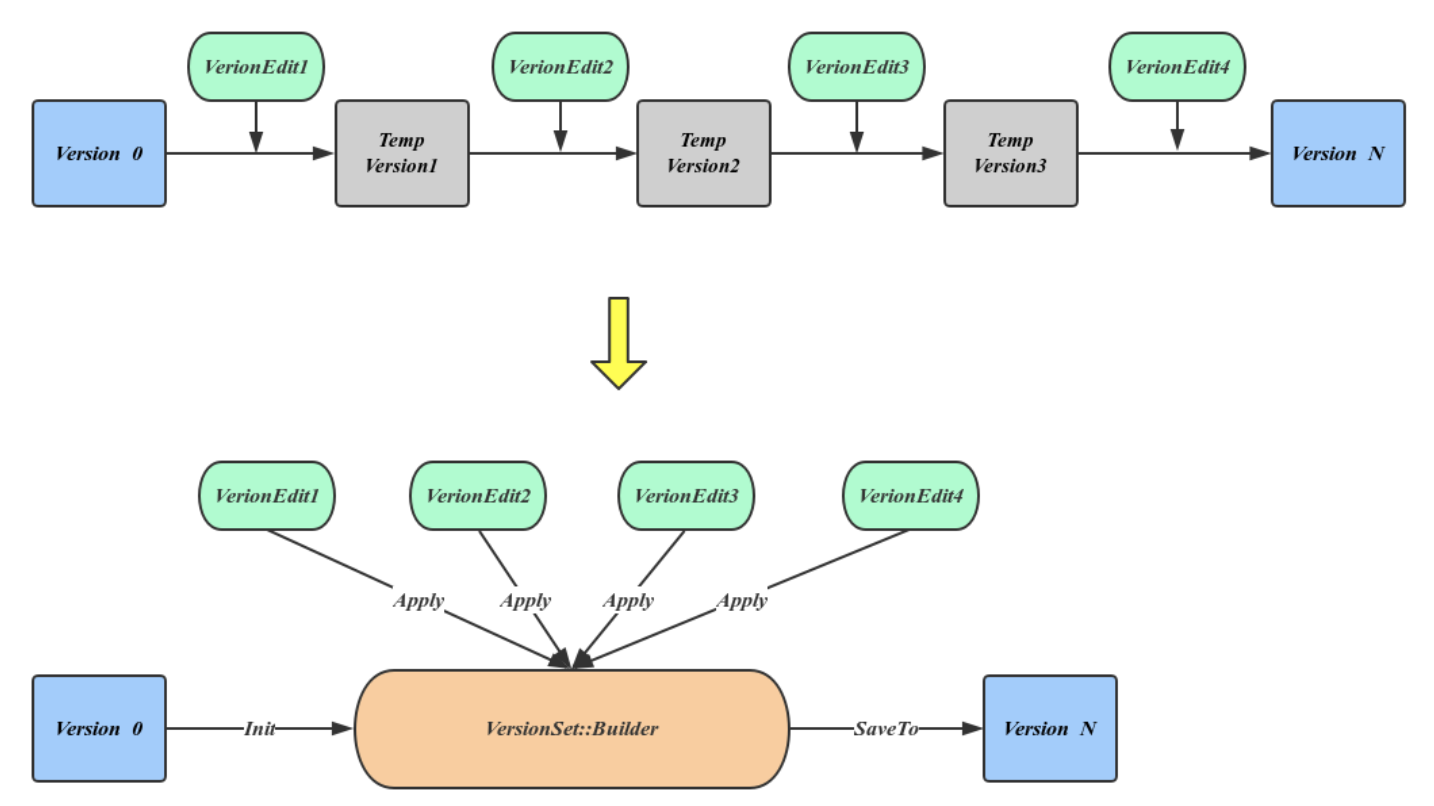 VerionEdit1
VerionEdit2
VerionEdit3
VerionEdit4
Version 0
Temp
Version1
Temp
Version2
Temp
Version3
Version N
VerionEdit1
VerionEdit2
VerionEdit3
VerionEdit4
Apply
Apply
Apply
Apply
Version 0
Init
VersionSet::Builder
SaveTo
Version N